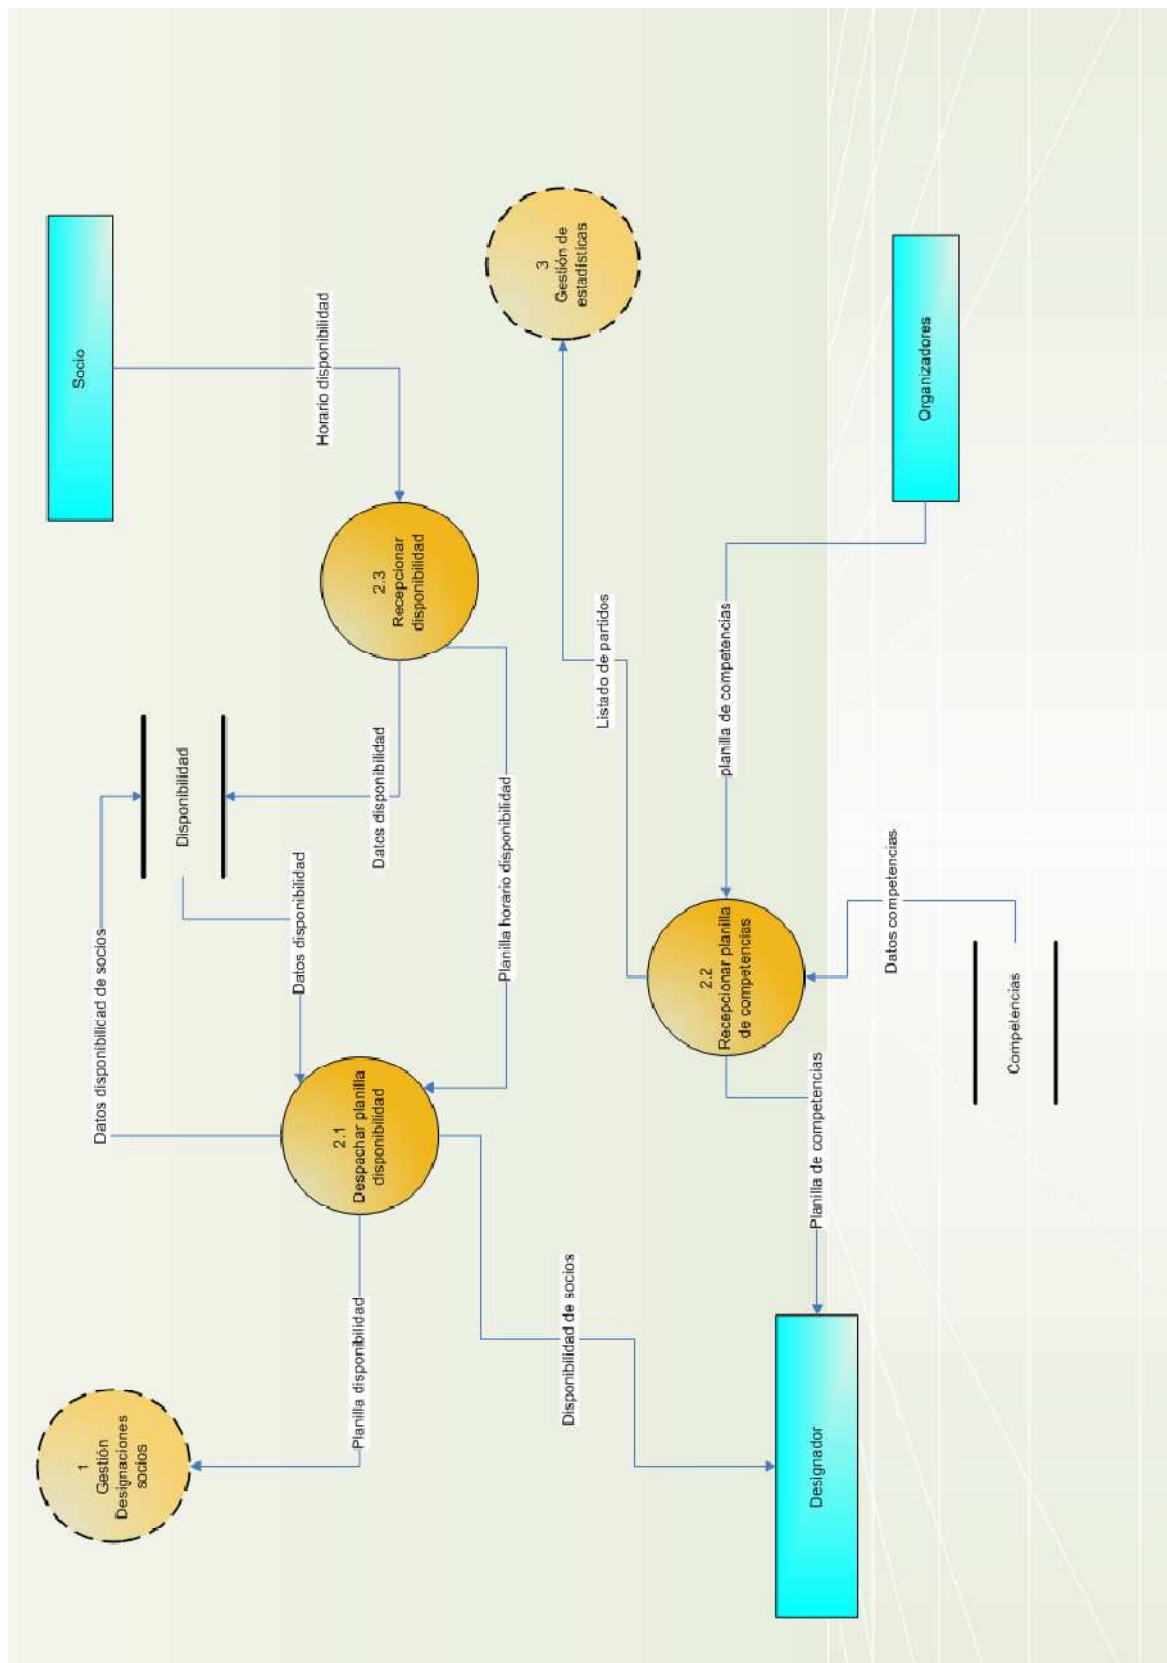 1
Gestión
Designaciones
socios
Datos disponibilidad de socios
Disponibilidad
Socio
Planilla disponibilidad
2.1
Despachar planilla
disponibilidad
Datos disponibilidad
Datos disponibilidad
2.3
Recepcionar
disponibilidad
Horario disponibilidad
Planilla horario disponibilidad
Disponibilidad de socios
Listado de partidos
3
Gestión de
estadísticas
2.2
Recepcionar planilla
de competencias
planilla de competencias
Designador
Planilla de competencias
Datos competencias
Organizadores
Competencias